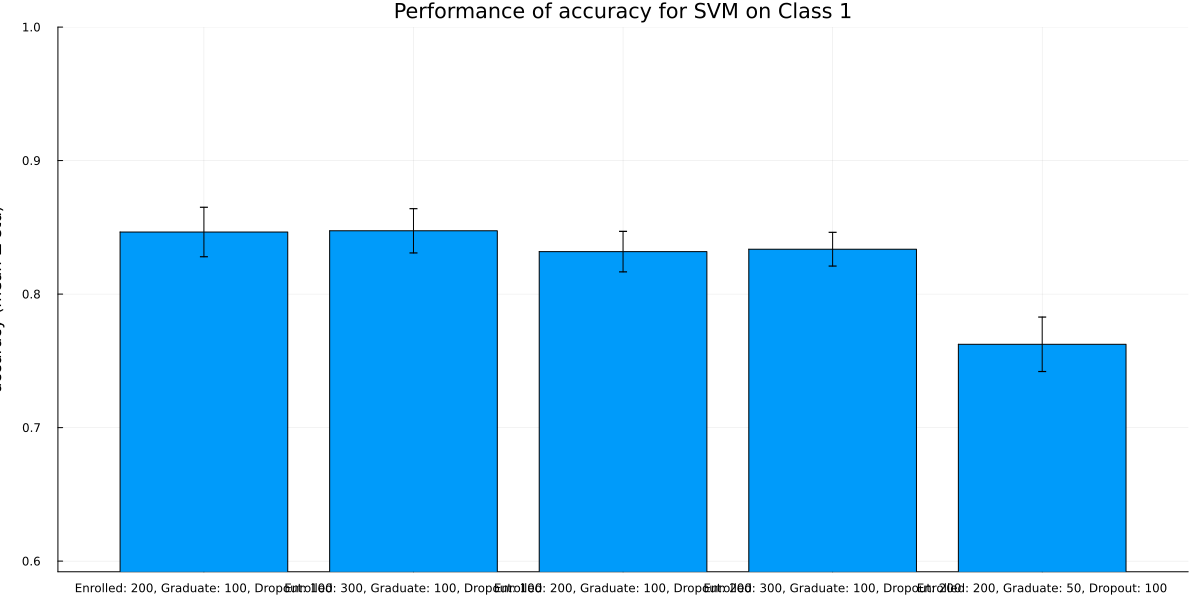 Performance of accuracy for SVM on Class 1
1.0
0.9
0.8
0.7
0.6
Enrolled: 200, Graduate: 100, Dropout: 100
Enrolled: 300, Graduate: 100, Dropout: 100
Enrolled: 200, Graduate: 100, Dropout: 200
Enrolled: 300, Graduate: 100, Dropout: 200
Enrolled: 200, Graduate: 50, Dropout: 100